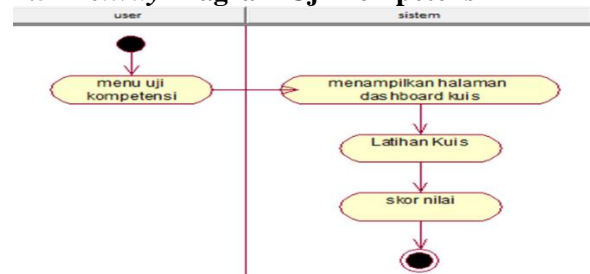 user
sistem
menu uji
kompetensi
menampilkan halaman
dashboard kuis
Latihan Kuis
skor nilai